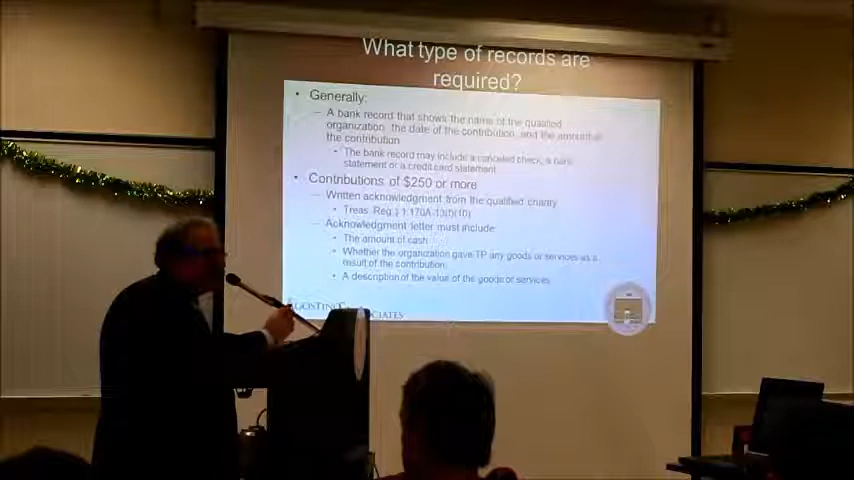 What type of records are
required?
• Generally:
– A bank record that shows the name of the qualified
organization, the date of the contribution, and the amount of
the contribution
• The bank record may include a canceled check, a bank
statement or a credit card statement
• Contributions of $250 or more
– Written acknowledgment from the qualified charity
• Treas. Reg.
– Acknowledgment letter must include:
• The amount of cash
• Whether the organization gave TP any goods or services as a
result of the contribution
• A description of the value of the goods or services